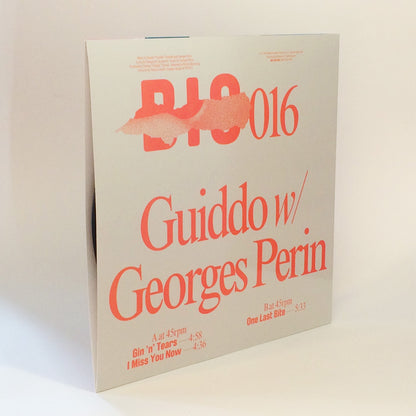 BIO 016
Guiddo w/
Georges Perin
A at 45rpm
Gin 'n' Tears — 4:58
I Miss You Now — 4:36
B at 45rpm
One Last Bite — 5:33